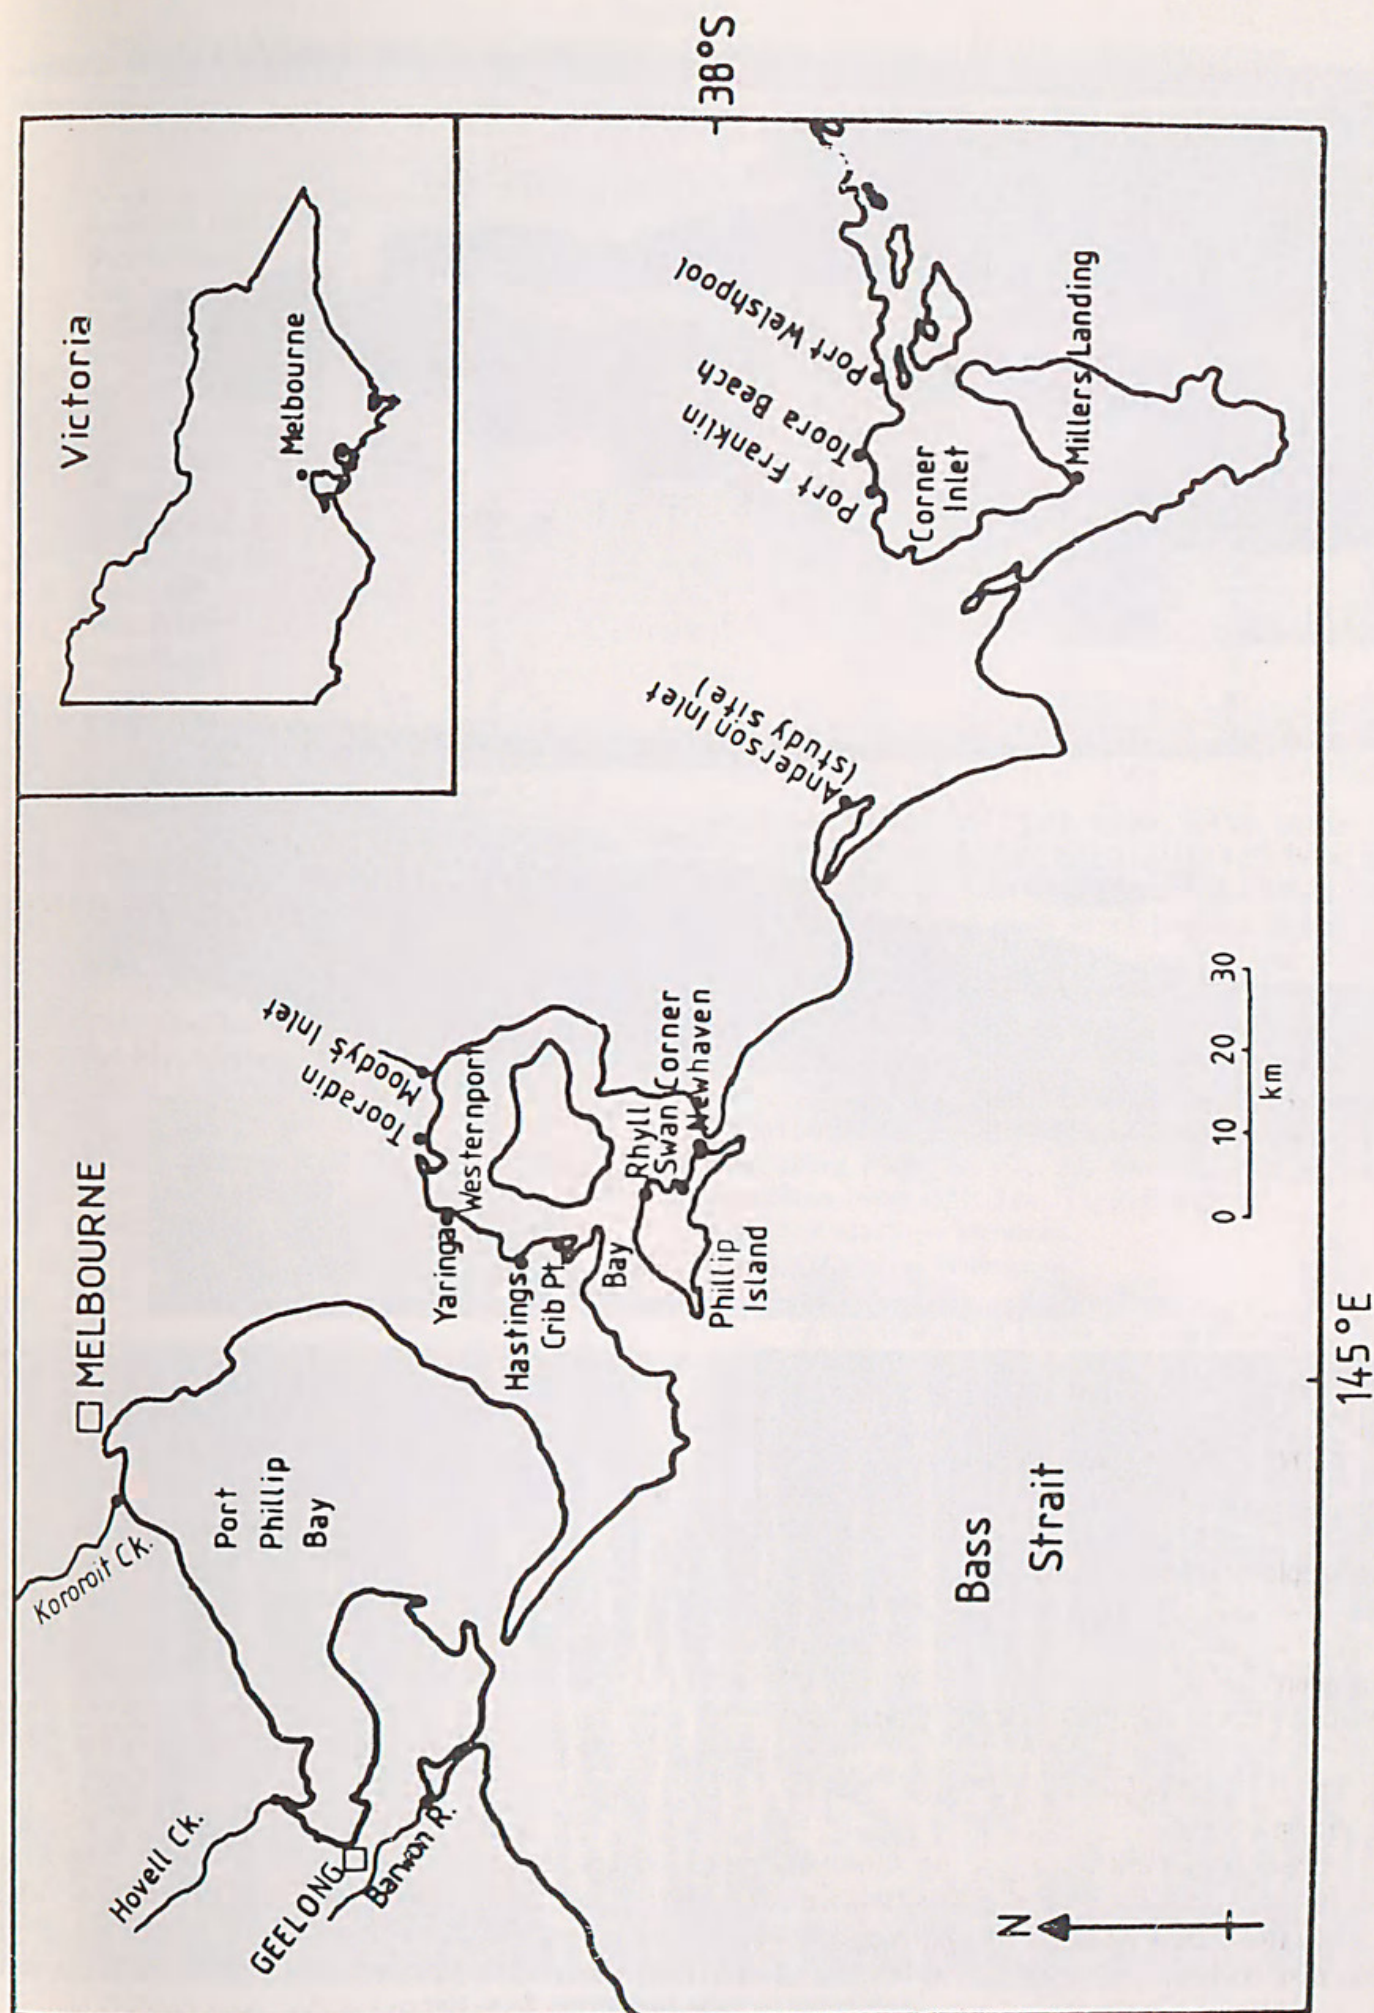 Victoria
Melbourne
38°S
MELBOURNE
Kororoit Ck.
Port
Phillip
Bay
Hovell Ck.
GEELONG
Barwon R.
Moody's Inlet
Tooradin
Yaringa
Westernport
Hastings
Crib Pt.
Bay
Rhyll
Swan Corner
Newhaven
Phillip
Island
Anderson Inlet
(study site)
Port Welshpool
Toora Beach
Port Franklin
Corner
Inlet
Millers Landing
Bass
Strait
N
0 10 20 30
km
145°E